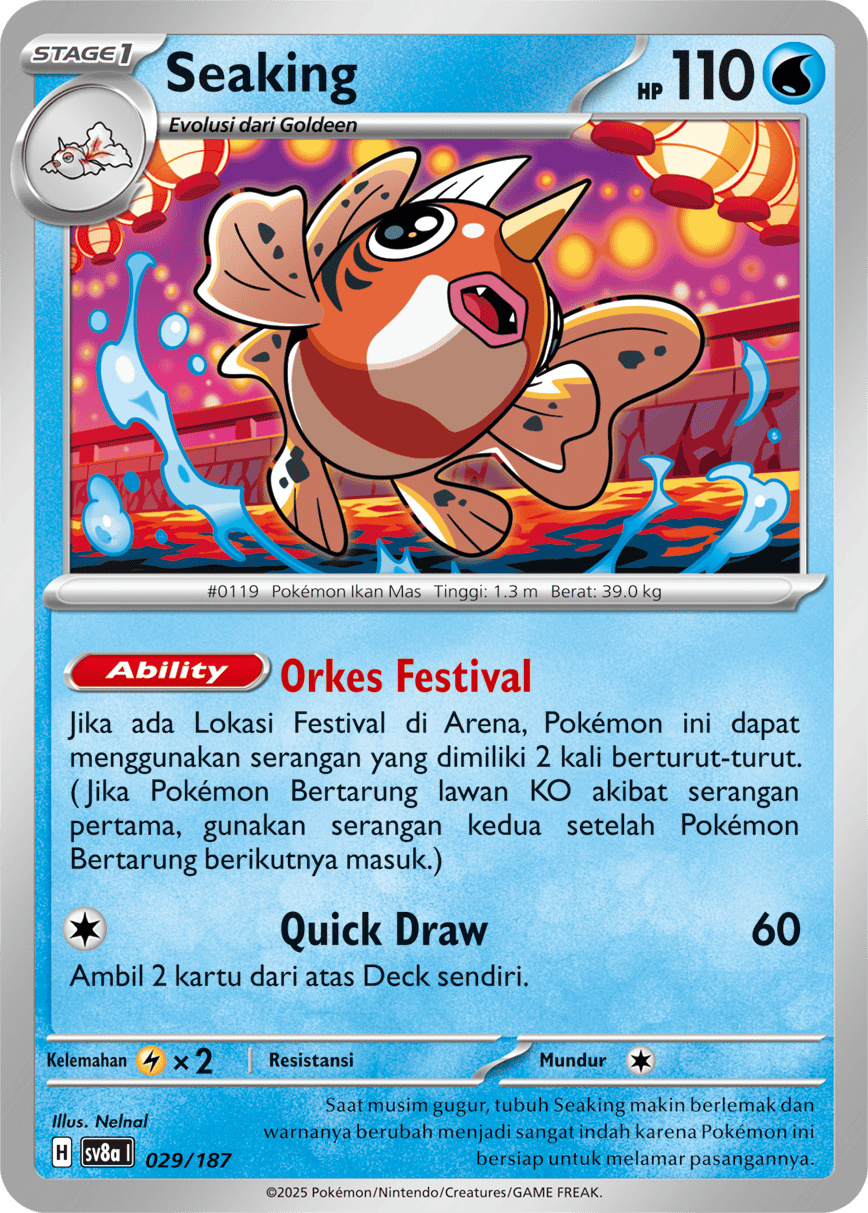 STAGE1
Seaking
HP 110
Evolusi dari Goldeen
#0119 Pokémon Ikan Mas Tinggi: 1.3 m Berat: 39.0 kg
Ability Orkes Festival
Jika ada Lokasi Festival di Arena, Pokémon ini dapat
menggunakan serangan yang dimiliki 2 kali berturut-turut.
(Jika Pokémon Bertarung lawan KO akibat serangan
pertama, gunakan serangan kedua setelah Pokémon
Bertarung berikutnya masuk.)
Quick Draw 60
Ambil 2 kartu dari atas Deck sendiri.
Kelemahan ×2 Resistansi Mundur
Illus. Nelnal
H sv8a I 029/187
Saat musim gugur, tubuh Seaking makin berlemak dan
warnanya berubah menjadi sangat indah karena Pokémon ini
bersiap untuk melamar pasangannya.
©2025 Pokémon/Nintendo/Creatures/GAME FREAK.